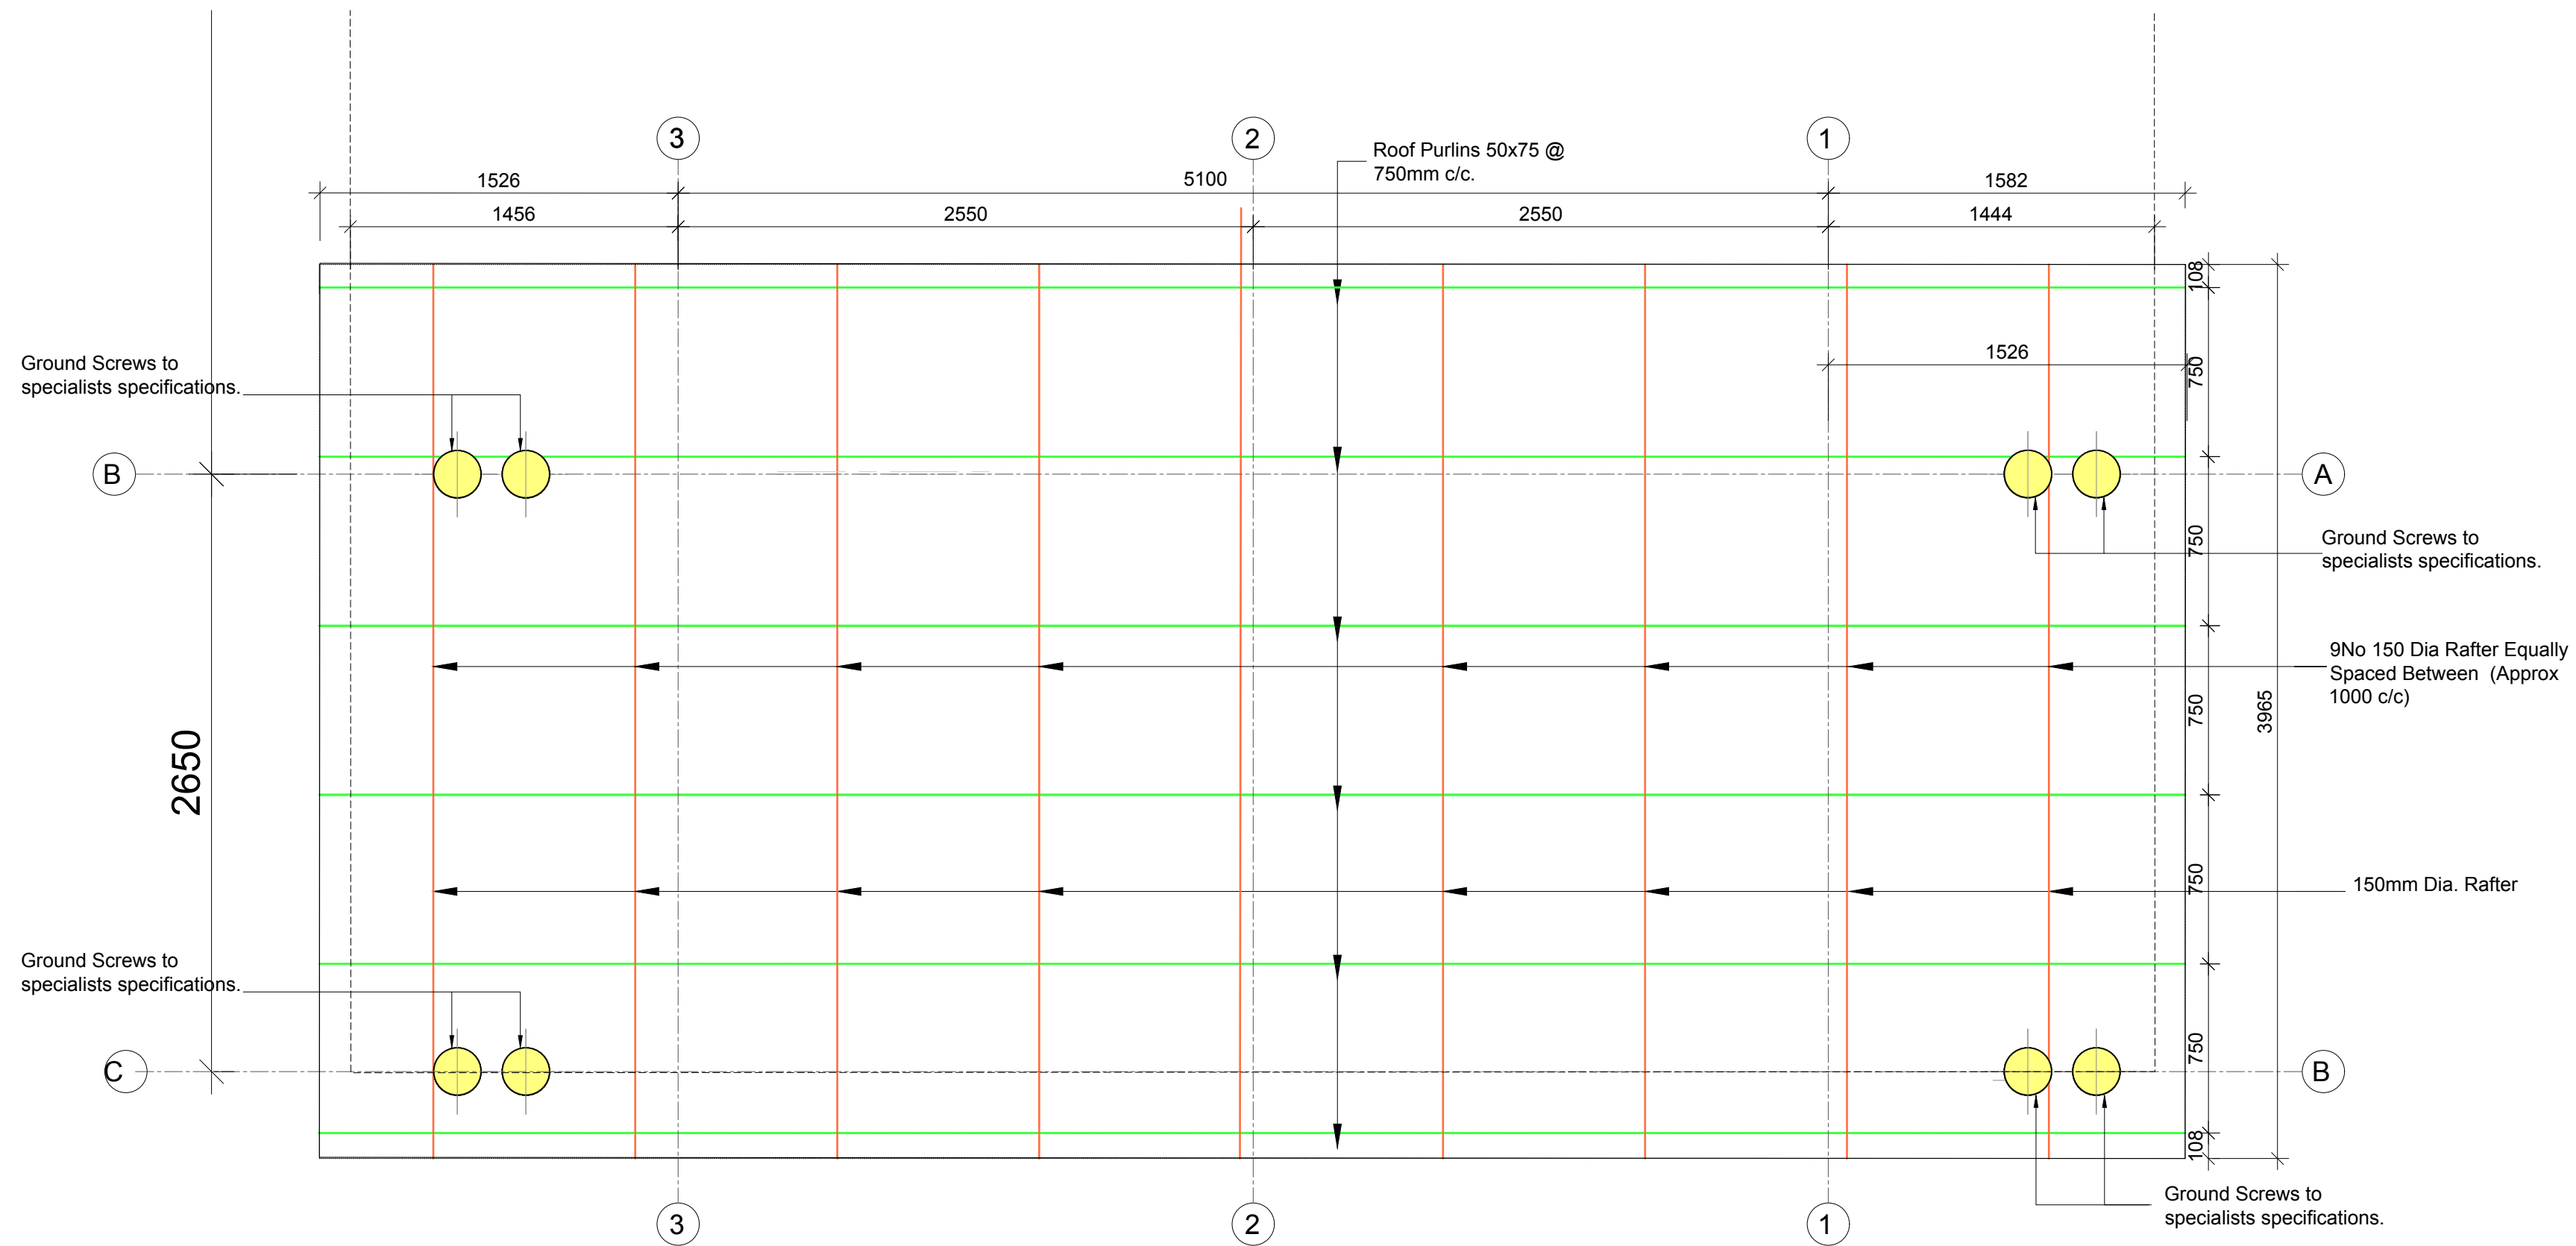 3
2
1
Roof Purlins 50x75 @
750mm c/c.
1526
5100
1582
1456
2550
2550
1444
108
1526
750
Ground Screws to
specialists specifications.
B
A
750
Ground Screws to
specialists specifications.
9No 150 Dia Rafter Equally
Spaced Between (Approx
1000 c/c)
750
3965
2650
750
150mm Dia. Rafter
Ground Screws to
specialists specifications.
750
C
B
108
Ground Screws to
specialists specifications.
3
2
1